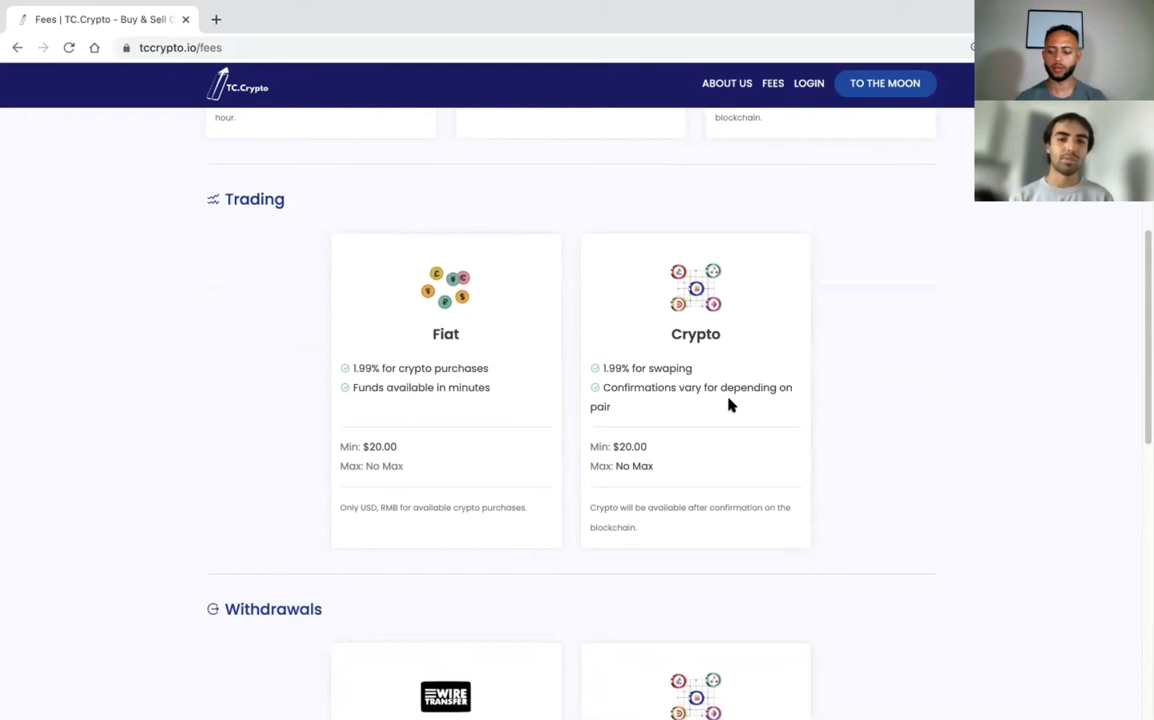 Fees | TC.Crypto - Buy & Sell C
tccrypto.io/fees
TC.Crypto
ABOUT US FEES LOGIN TO THE MOON
hour.
blockchain.
Trading
Fiat
1.99% for crypto purchases
Funds available in minutes
Min: $20.00
Max: No Max
Only USD, RMB for available crypto purchases.
Crypto
1.99% for swaping
Confirmations vary for depending on
pair
Min: $20.00
Max: No Max
Crypto will be available after confirmation on the
blockchain.
Withdrawals
WIRE
TRANSFER